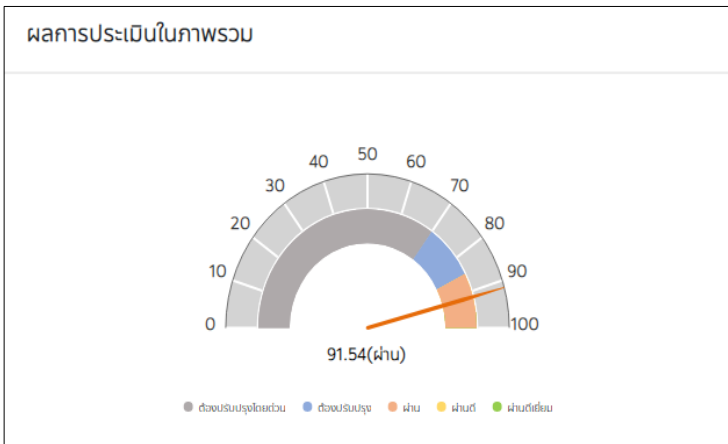 ผลการประเมินในภาพรวม
50
40 60
30 70
20 80
10 90
0 100
91.54(ผ่าน)
ต้องปรับปรุงโดยด่วน ต้องปรับปรุง ผ่าน ผ่านดี ผ่านดีเยี่ยม